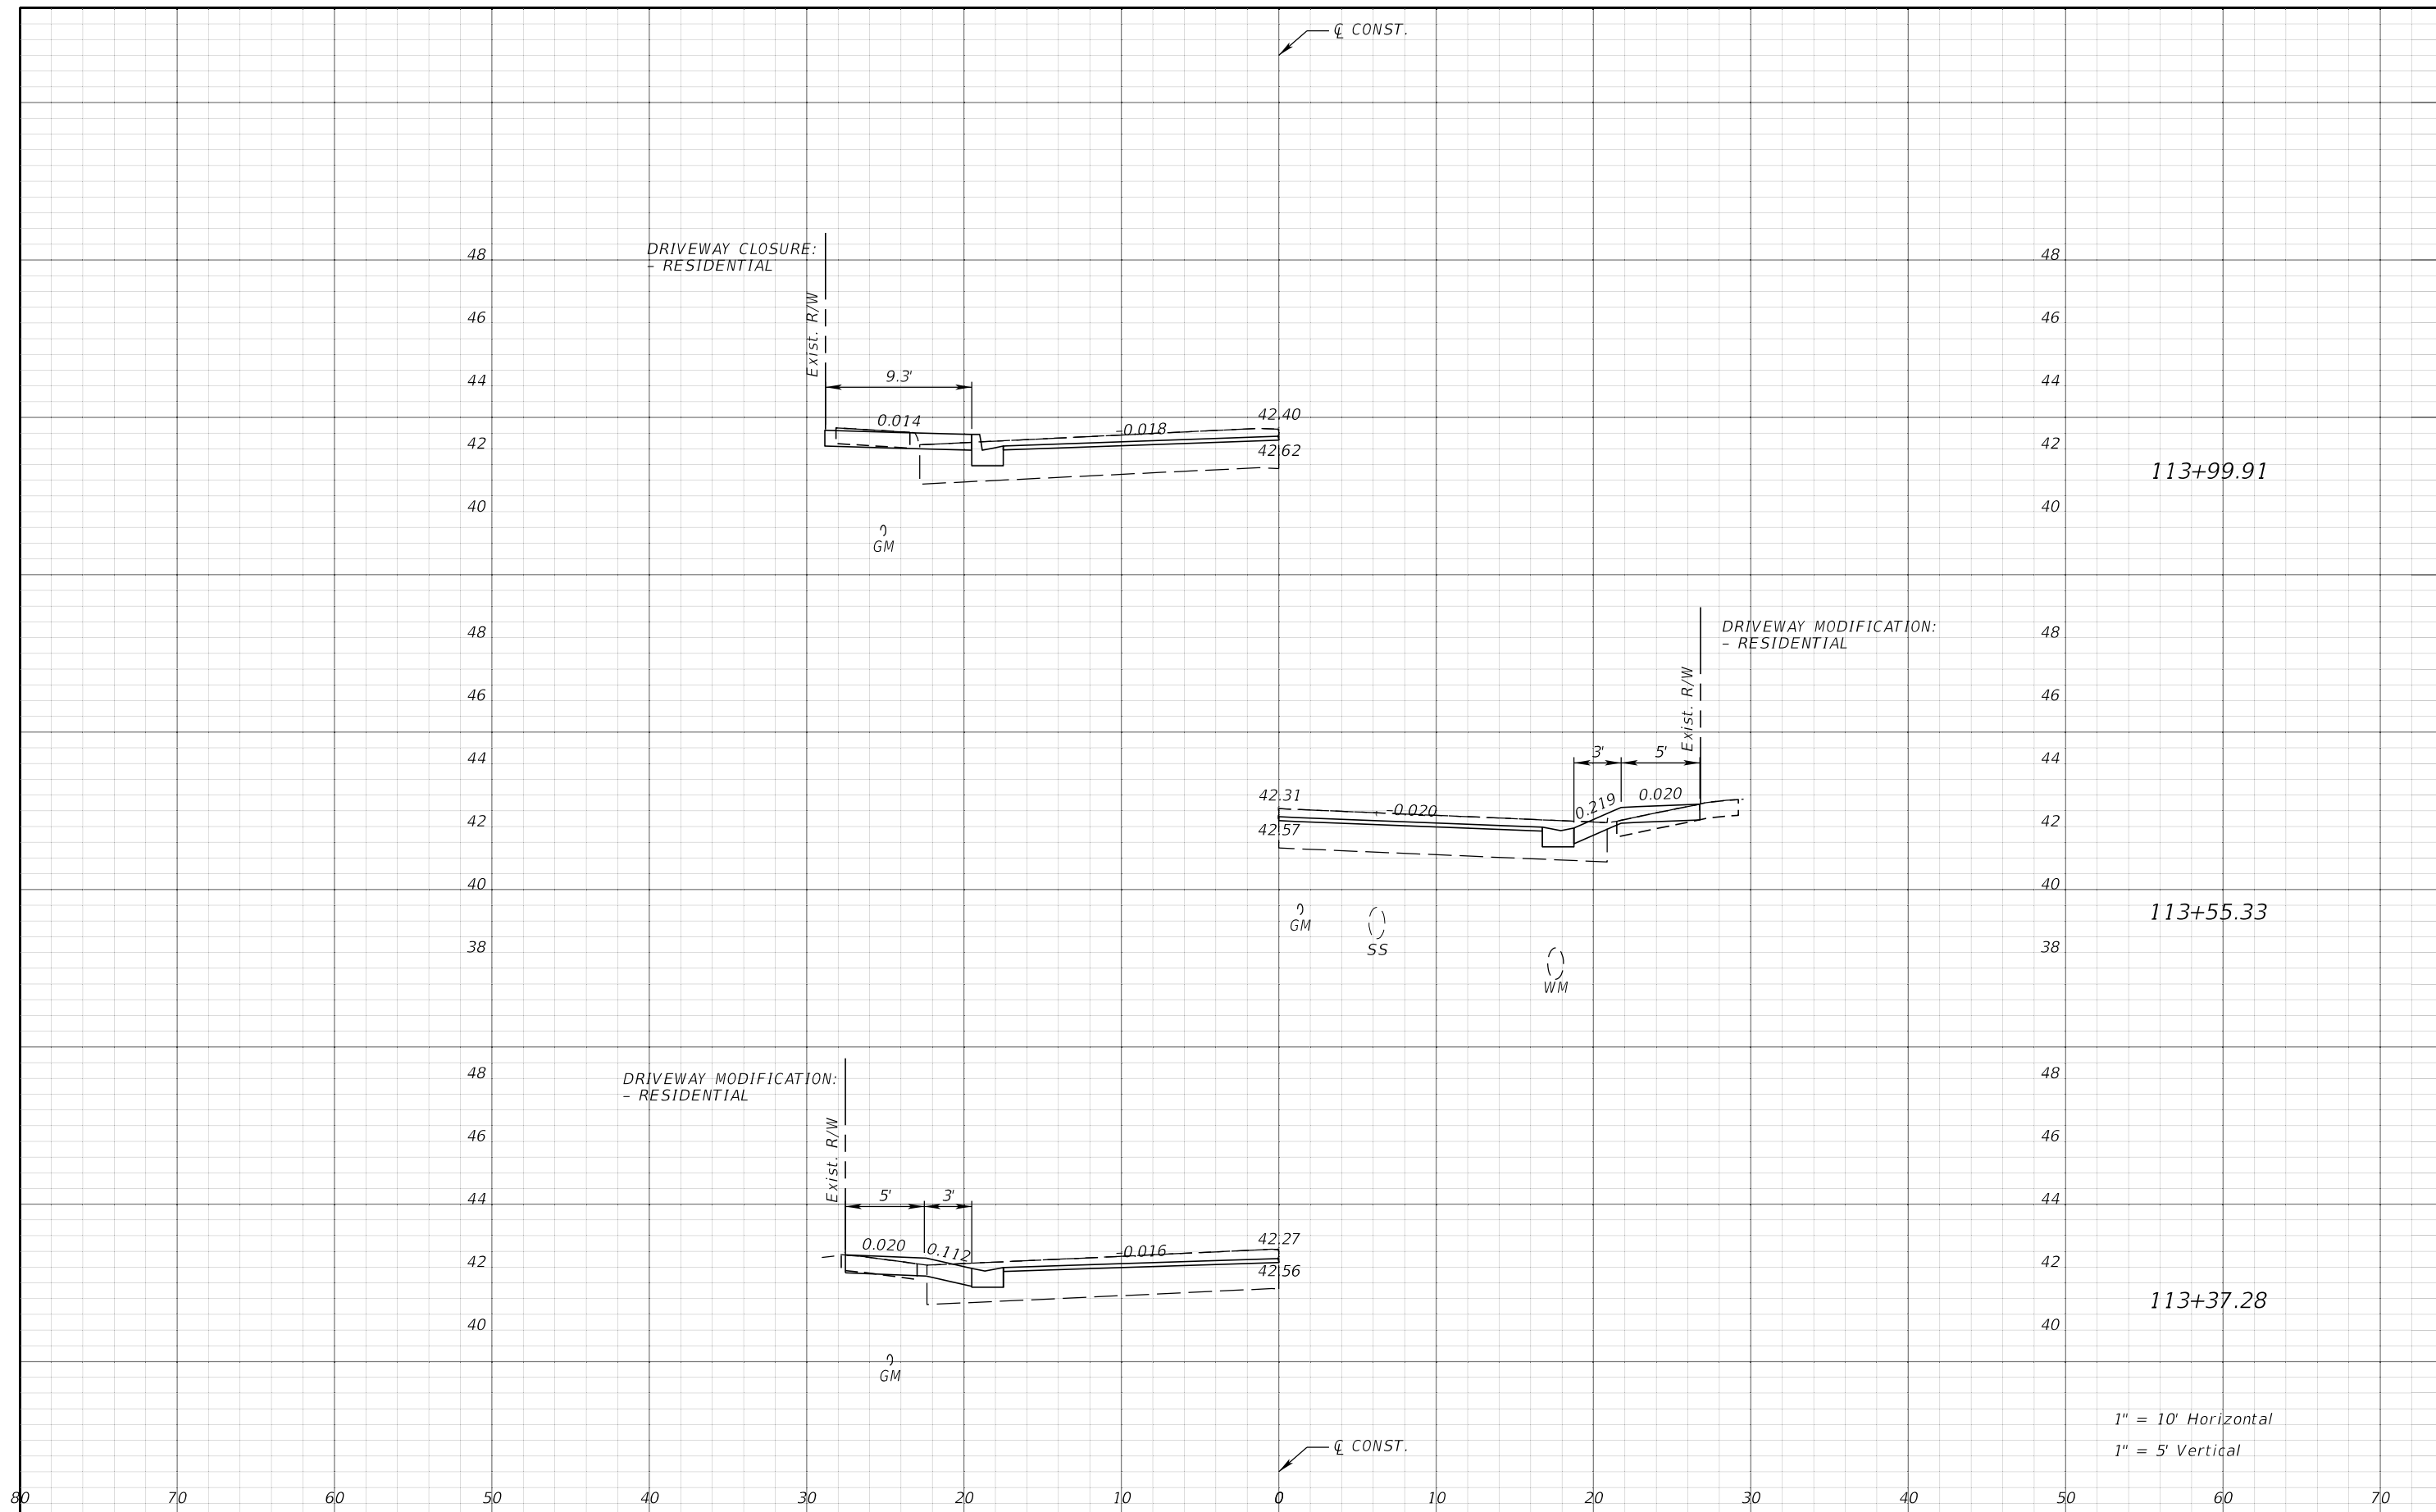 ℄ CONST.
DRIVEWAY CLOSURE:
– RESIDENTIAL
48
48
Exist. R/W
46
46
44
9.3'
44
0.014
–0.018
42.40
42
42.62
42
113+99.91
40
40
GM
48
DRIVEWAY MODIFICATION:
– RESIDENTIAL
48
Exist. R/W
46
46
44
3'
5'
44
42.31
–0.020
0.219
0.020
42
42.57
42
40
40
GM
SS
WM
113+55.33
38
38
48
DRIVEWAY MODIFICATION:
– RESIDENTIAL
48
Exist. R/W
46
46
44
5'
3'
44
0.020
0.112
–0.016
42.27
42
42.56
42
113+37.28
40
40
GM
1" = 10' Horizontal
1" = 5' Vertical
℄ CONST.
80 70 60 50 40 30 20 10 0 10 20 30 40 50 60 70